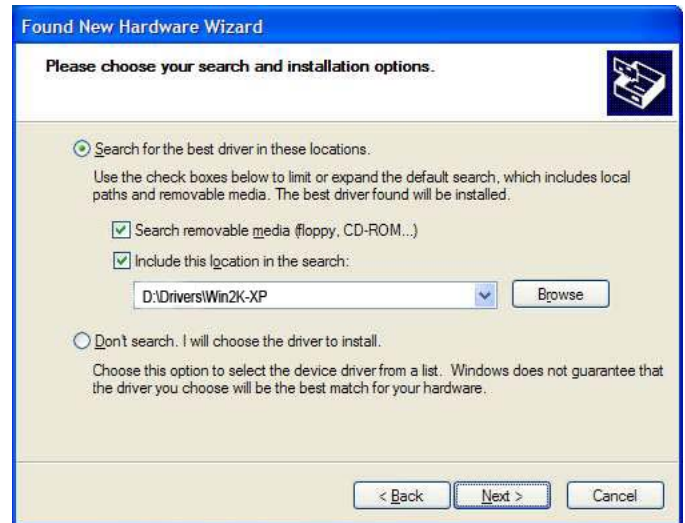 Found New Hardware Wizard
Please choose your search and installation options.
Search for the best driver in these locations.
Use the check boxes below to limit or expand the default search, which includes local
paths and removable media. The best driver found will be installed.
Search removable media (floppy, CD-ROM...)
Include this location in the search:
D:\Drivers\Win2K-XP
Browse
Don't search. I will choose the driver to install.
Choose this option to select the device driver from a list. Windows does not guarantee that
the driver you choose will be the best match for your hardware.
< Back Next > Cancel